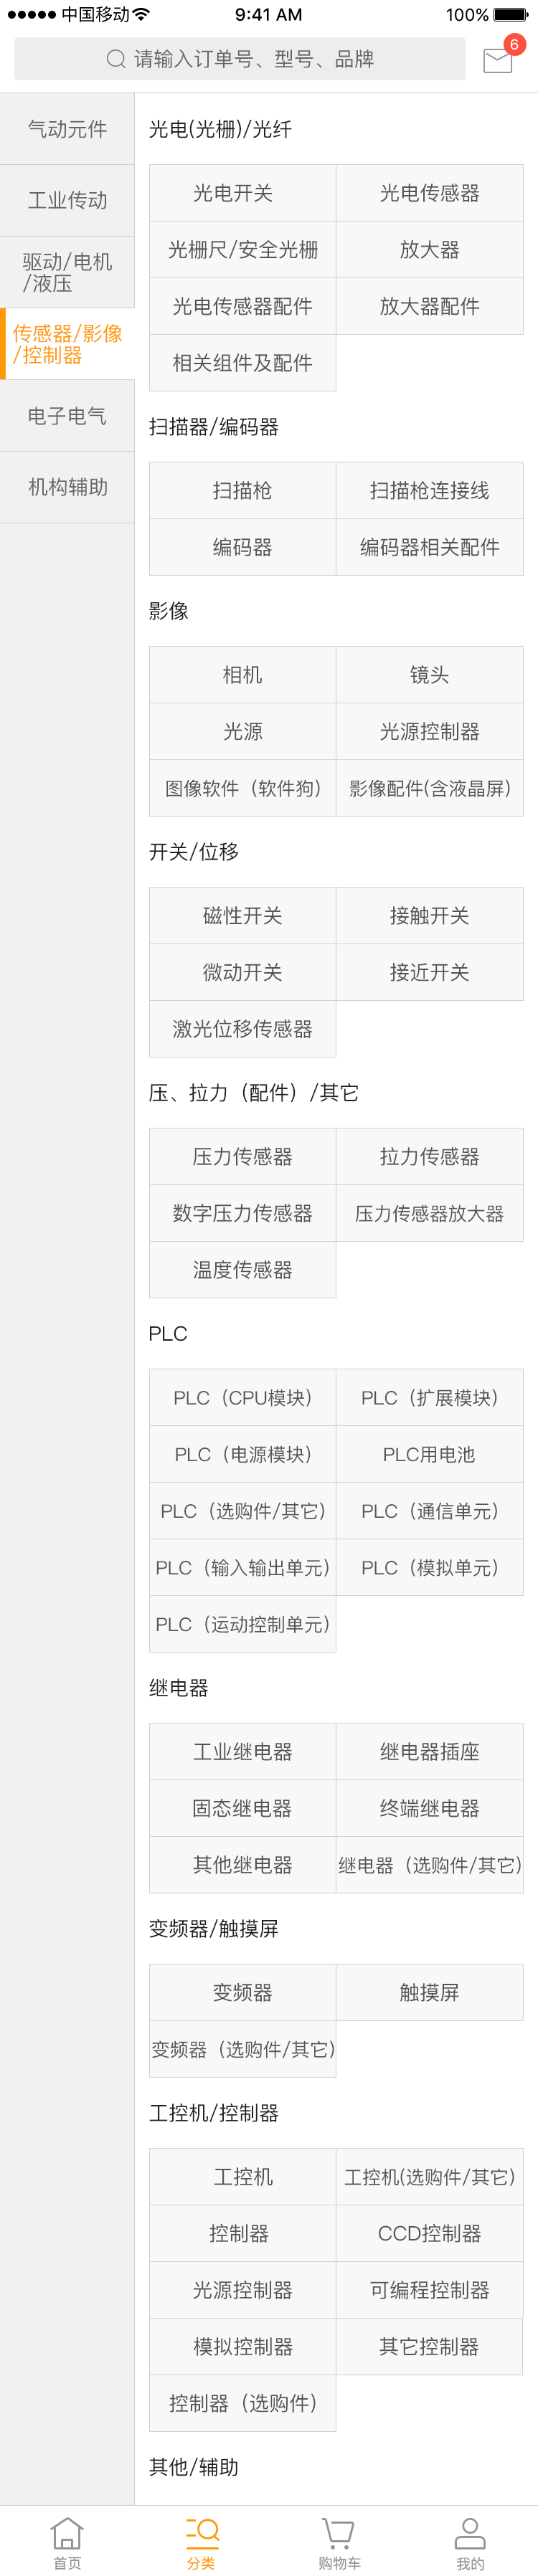 中国移动 9:41 AM 100%
请输入订单号、型号、品牌 6
气动元件
工业传动
驱动/电机
/液压
传感器/影像
/控制器
电子电气
机构辅助
光电(光栅)/光纤
光电开关 光电传感器
光栅尺/安全光栅 放大器
光电传感器配件 放大器配件
相关组件及配件
扫描器/编码器
扫描枪 扫描枪连接线
编码器 编码器相关配件
影像
相机 镜头
光源 光源控制器
图像软件（软件狗） 影像配件(含液晶屏)
开关/位移
磁性开关 接触开关
微动开关 接近开关
激光位移传感器
压、拉力（配件）/其它
压力传感器 拉力传感器
数字压力传感器 压力传感器放大器
温度传感器
PLC
PLC（CPU模块） PLC（扩展模块）
PLC（电源模块） PLC用电池
PLC（选购件/其它） PLC（通信单元）
PLC（输入输出单元） PLC（模拟单元）
PLC（运动控制单元）
继电器
工业继电器 继电器插座
固态继电器 终端继电器
其他继电器 继电器（选购件/其它）
变频器/触摸屏
变频器 触摸屏
变频器（选购件/其它）
工控机/控制器
工控机 工控机(选购件/其它)
控制器 CCD控制器
光源控制器 可编程控制器
模拟控制器 其它控制器
控制器（选购件）
其他/辅助
首页 分类 购物车 我的